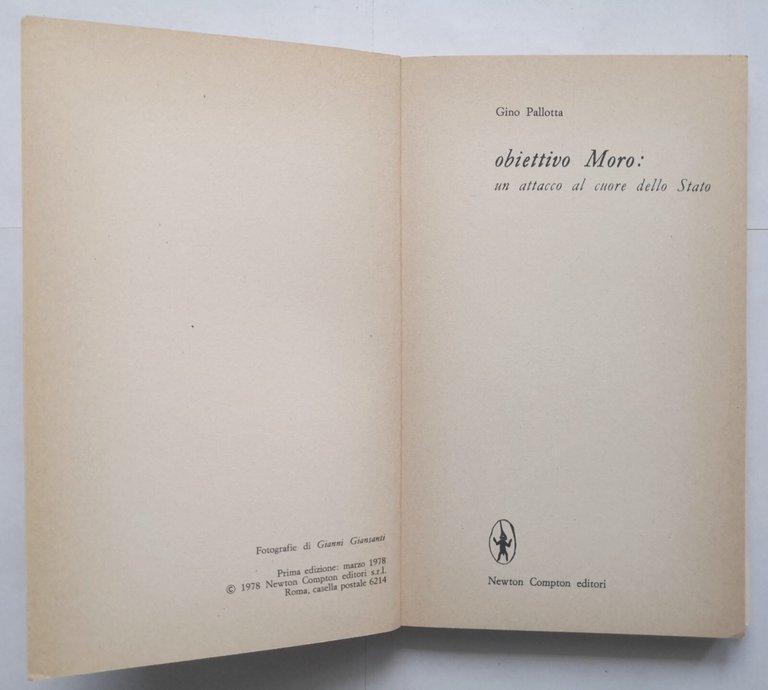 Fotografie di Gianni Giansanti
Prima edizione: marzo 1978
© 1978 Newton Compton editori s.r.l.
Roma, casella postale 6214
Gino Pallotta
obiettivo Moro:
un attacco al cuore dello Stato
Newton Compton editori